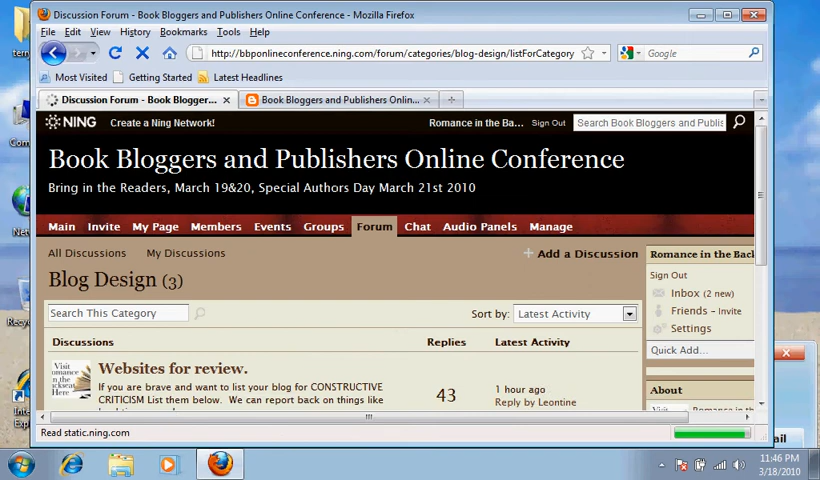 Discussion Forum - Book Bloggers and Publishers Online Conference - Mozilla Firefox
File Edit View History Bookmarks Tools Help
http://bbponlineconference.ning.com/forum/categories/blog-design/listForCategory
Google
Most Visited Getting Started Latest Headlines
Discussion Forum - Book Blogger...
Book Bloggers and Publishers Onlin...
NING Create a Ning Network!
Romance in the Ba... Sign Out
Search Book Bloggers and Publis
Book Bloggers and Publishers Online Conference
Bring in the Readers, March 19&20, Special Authors Day March 21st 2010
Main Invite My Page Members Events Groups Forum Chat Audio Panels Manage
All Discussions My Discussions
+ Add a Discussion
Blog Design (3)
Search This Category
Sort by: Latest Activity
Discussions Replies Latest Activity
Visit
Here
Websites for review.
If you are brave and want to list your blog for CONSTRUCTIVE
CRITICISM List them below. We can report back on things like
43
1 hour ago
Reply by Leontine
Romance in the Back
Sign Out
Inbox (2 new)
Friends - Invite
Settings
Quick Add...
About
Read static.ning.com
11:46 PM
3/18/2010